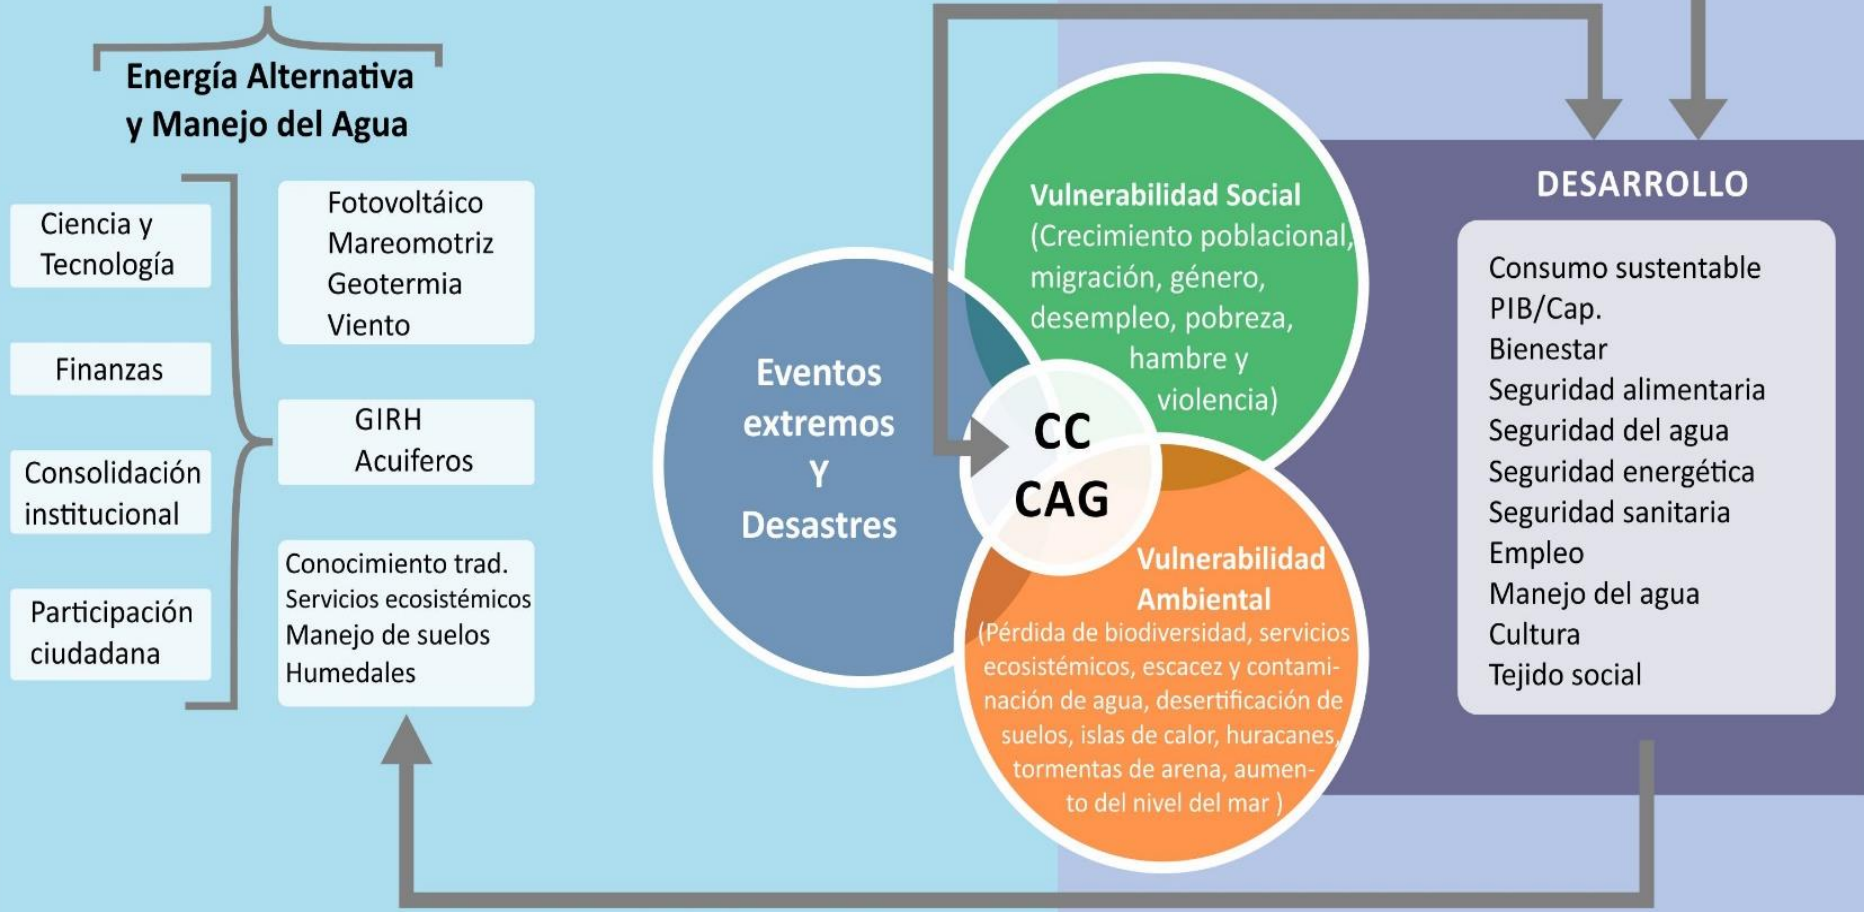 Energía Alternativa
y Manejo del Agua
Ciencia y
Tecnología
Finanzas
Consolidación
institucional
Participación
ciudadana
Fotovoltáico
Mareomotriz
Geotermia
Viento
GIRH
Acuiferos
Conocimiento trad.
Servicios ecosistémicos
Manejo de suelos
Humedales
Eventos
extremos
Y
Desastres
Vulnerabilidad Social
(Crecimiento poblacional,
migración, género,
desempleo, pobreza,
hambre y
violencia)
CC
CAG
Vulnerabilidad
Ambiental
(Pérdida de biodiversidad, servicios
ecosistémicos, escacez y contami-
nación de agua, desertificación de
suelos, islas de calor, huracanes,
tormentas de arena, aumen-
to del nivel del mar )
DESARROLLO
Consumo sustentable
PIB/Cap.
Bienestar
Seguridad alimentaria
Seguridad del agua
Seguridad energética
Seguridad sanitaria
Empleo
Manejo del agua
Cultura
Tejido social